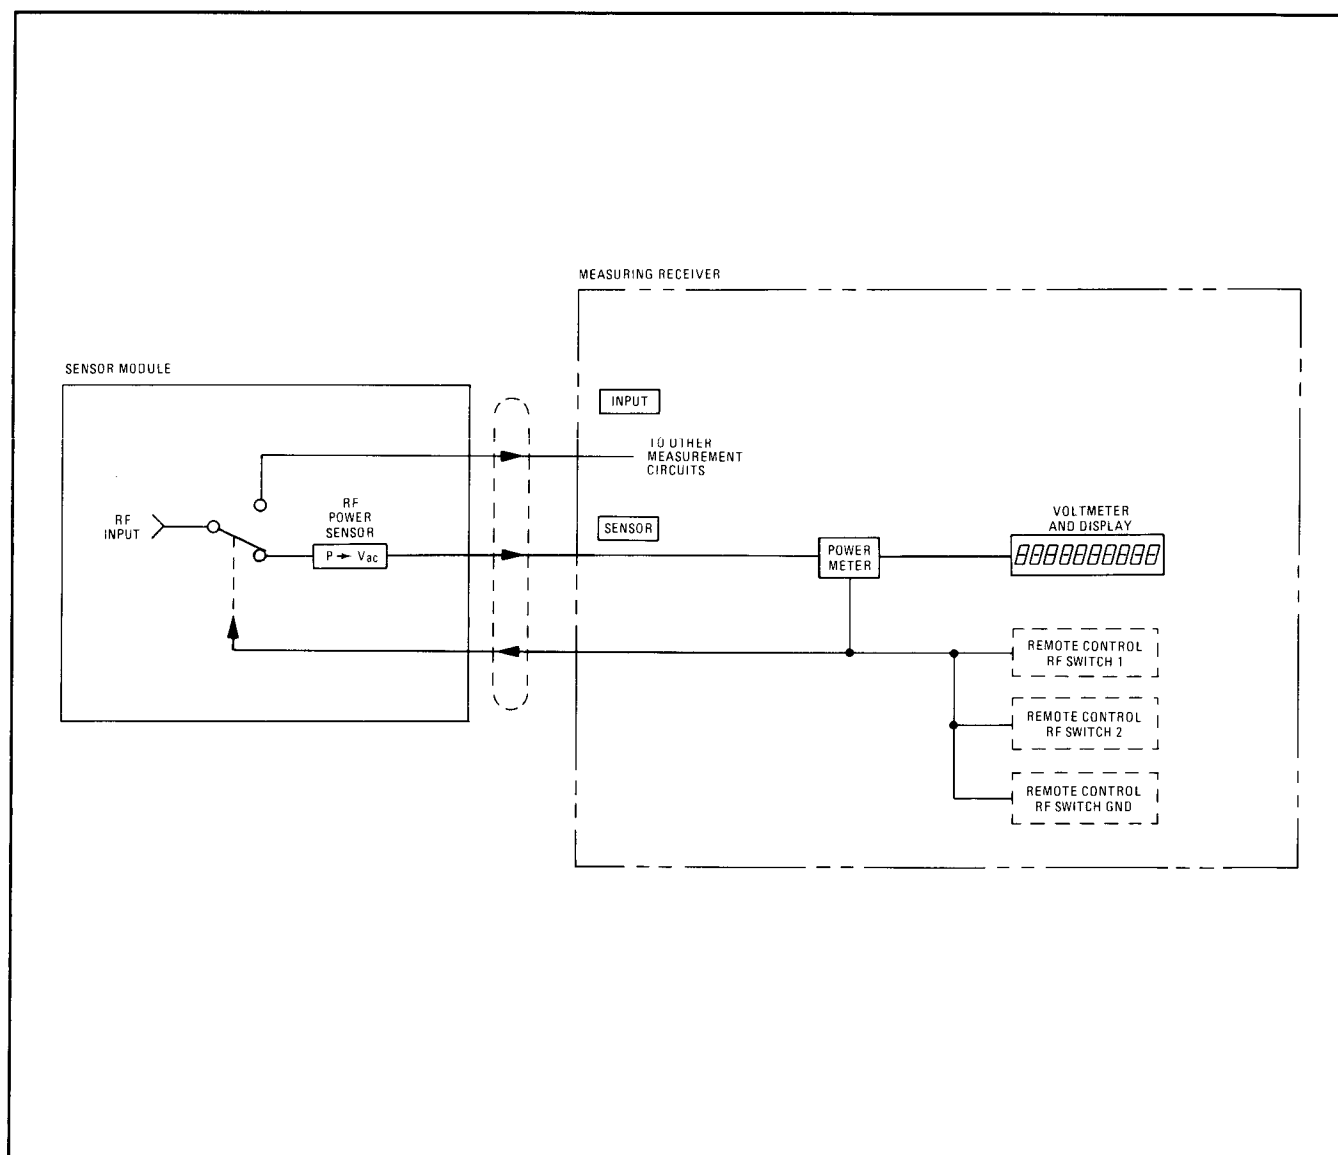 MEASURING RECEIVER
SENSOR MODULE
INPUT
TO OTHER
MEASUREMENT
CIRCUITS
RF
INPUT
RF
POWER
SENSOR
P → Vac
SENSOR
POWER
METER
VOLTMETER
AND DISPLAY
8888888888
REMOTE CONTROL
RF SWITCH 1
REMOTE CONTROL
RF SWITCH 2
REMOTE CONTROL
RF SWITCH GND